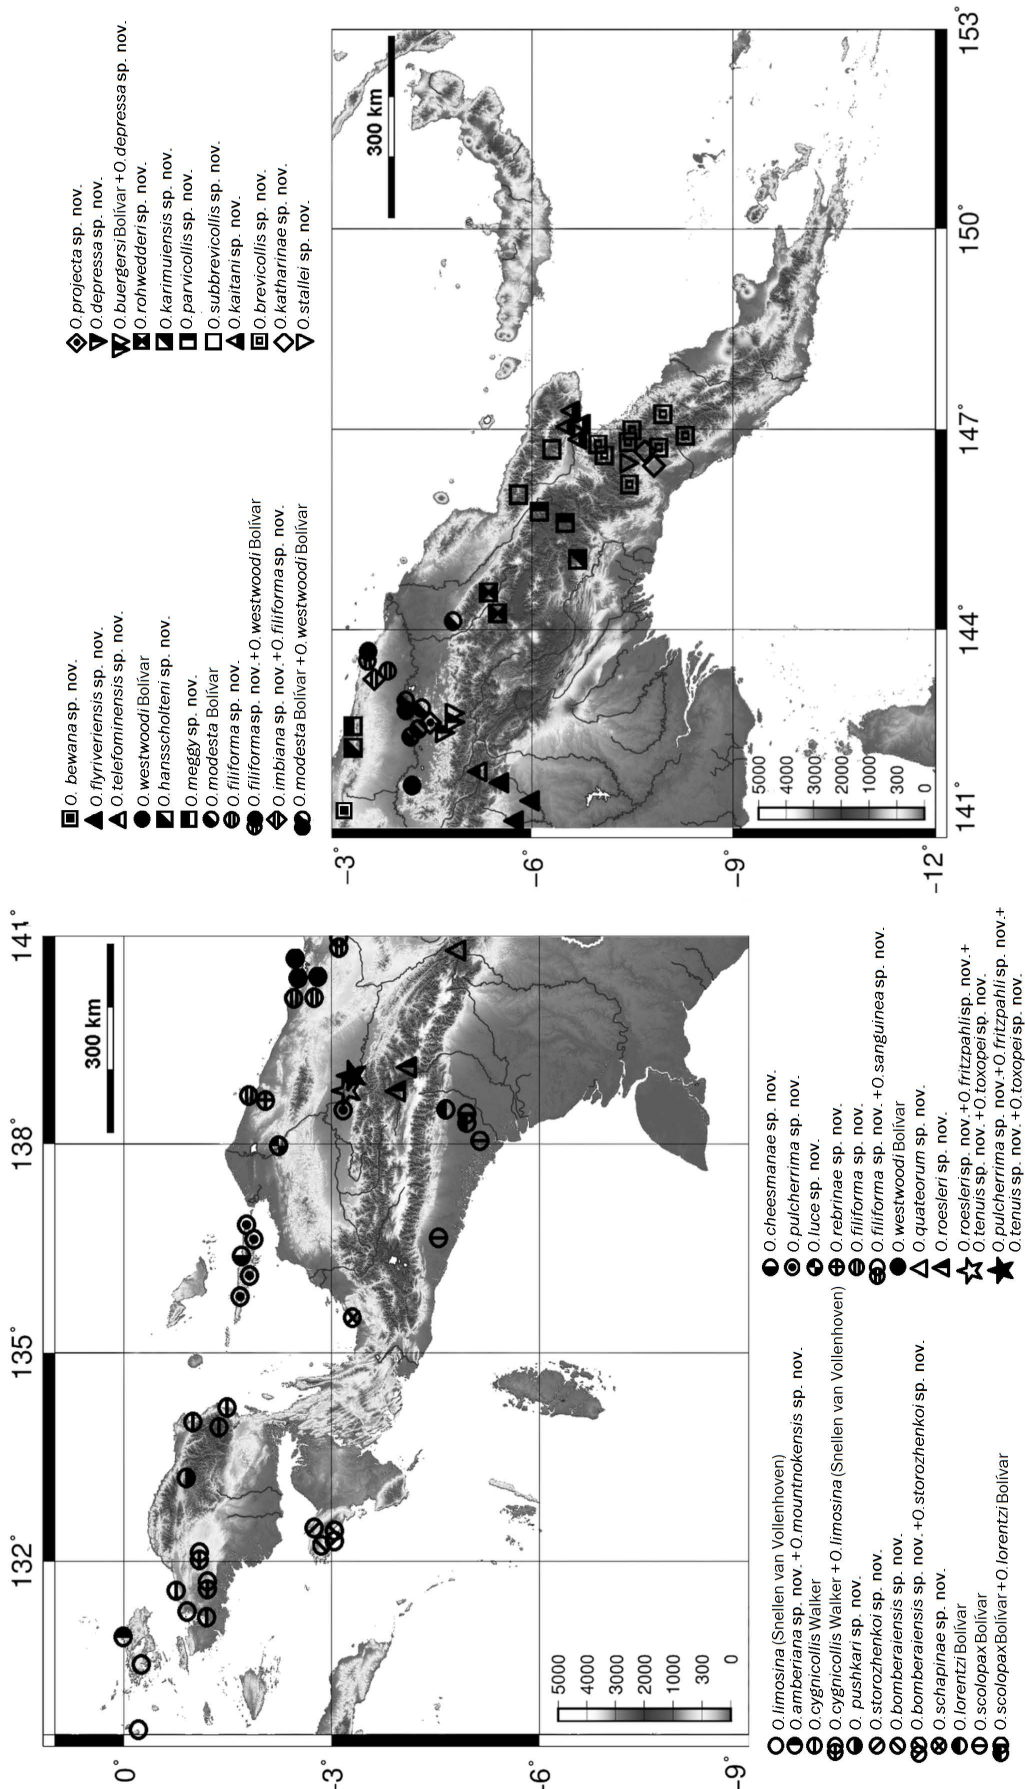 O. bewana sp. nov.
O.flyriveriensis sp. nov.
O.telefominensis sp. nov.
O.westwoodi Bolívar
O.hansscholteni sp. nov.
O.meggy sp. nov.
O.modesta Bolívar
O.filiforma sp. nov.
O.filiforma sp. nov.+O.westwoodi Bolívar
O.imbiana sp. nov.+O.filiforma sp. nov.
O.modesta Bolívar+O.westwoodi Bolívar
O.projecta sp. nov.
O.depressa sp. nov.
O.buergersi Bolívar+O.depressa sp. nov.
O.rohwedderi sp. nov.
O.karimuiensis sp. nov.
O.parvicollis sp. nov.
O.subbrevicollis sp. nov.
O.kaitani sp. nov.
O.brevicollis sp. nov.
O.katharinae sp. nov.
O.stallei sp. nov.
300 km
-3°
-6°
-9°
-12°
141°
144°
147°
150°
153°
5000
4000
3000
2000
1000
300
0
300 km
0°
-3°
-6°
-9°
132°
135°
138°
141°
5000
4000
3000
2000
1000
300
0
O.limosina (Snellen van Vollenhoven)
O.amberiana sp. nov.+O.mountnokensis sp. nov.
O.cygnicollis Walker
O.cygnicollis Walker+O.limosina (Snellen van Vollenhoven)
O. pushkari sp. nov.
O.storozhenkoi sp. nov.
O.bomberaiensis sp. nov.
O.bomberaiensis sp. nov.+O.storozhenkoi sp. nov.
O.schapinae sp. nov.
O.lorentzi Bolívar
O.scolopax Bolívar
O.scolopax Bolívar+O.lorentzi Bolívar
O.cheesmanae sp. nov.
O.pulcherrima sp. nov.
O.luce sp. nov.
O.rebrinae sp. nov.
O.filiforma sp. nov.
O.filiforma sp. nov.+O.sanguinea sp. nov.
O.westwoodi Bolívar
O.quateorum sp. nov.
O.roesleri sp. nov.
O.roesleri sp. nov.+O.fritzpahli sp. nov.+
O.tenuis sp. nov.+O.toxopei sp. nov.
O.pulcherrima sp. nov.+O.fritzpahli sp. nov.+
O.tenuis sp. nov.+O.toxopei sp. nov.